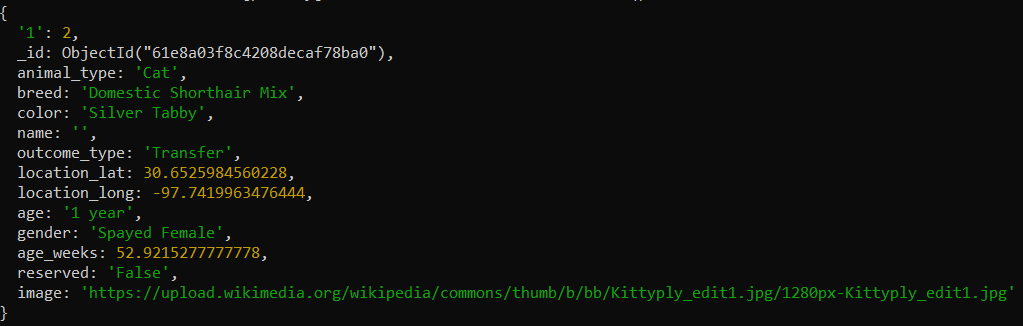 {
  '1': 2,
  _id: ObjectId("61e8a03f8c4208decaf78ba0"),
  animal_type: 'Cat',
  breed: 'Domestic Shorthair Mix',
  color: 'Silver Tabby',
  name: '',
  outcome_type: 'Transfer',
  location_lat: 30.6525984560228,
  location_long: -97.7419963476444,
  age: '1 year',
  gender: 'Spayed Female',
  age_weeks: 52.9215277777778,
  reserved: 'False',
  image: 'https://upload.wikimedia.org/wikipedia/commons/thumb/b/bb/Kittyply_edit1.jpg/1280px-Kittyply_edit1.jpg'
}